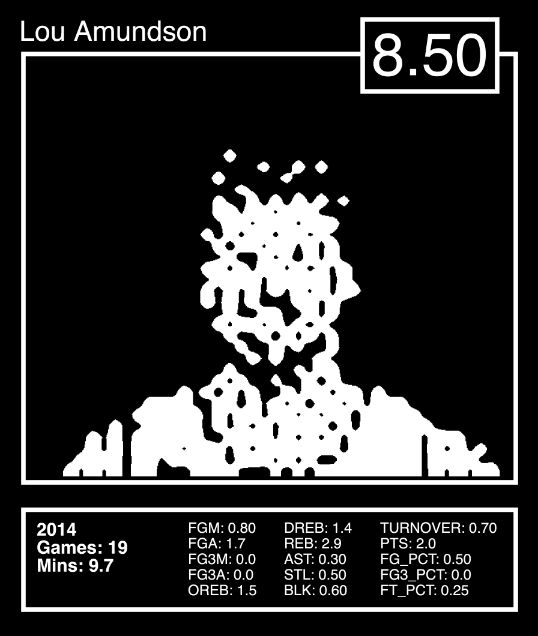 Lou Amundson
8.50
2014
Games: 19
Mins: 9.7
FGM: 0.80
FGA: 1.7
FG3M: 0.0
FG3A: 0.0
OREB: 1.5
DREB: 1.4
REB: 2.9
AST: 0.30
STL: 0.50
BLK: 0.60
TURNOVER: 0.70
PTS: 2.0
FG_PCT: 0.50
FG3_PCT: 0.0
FT_PCT: 0.25